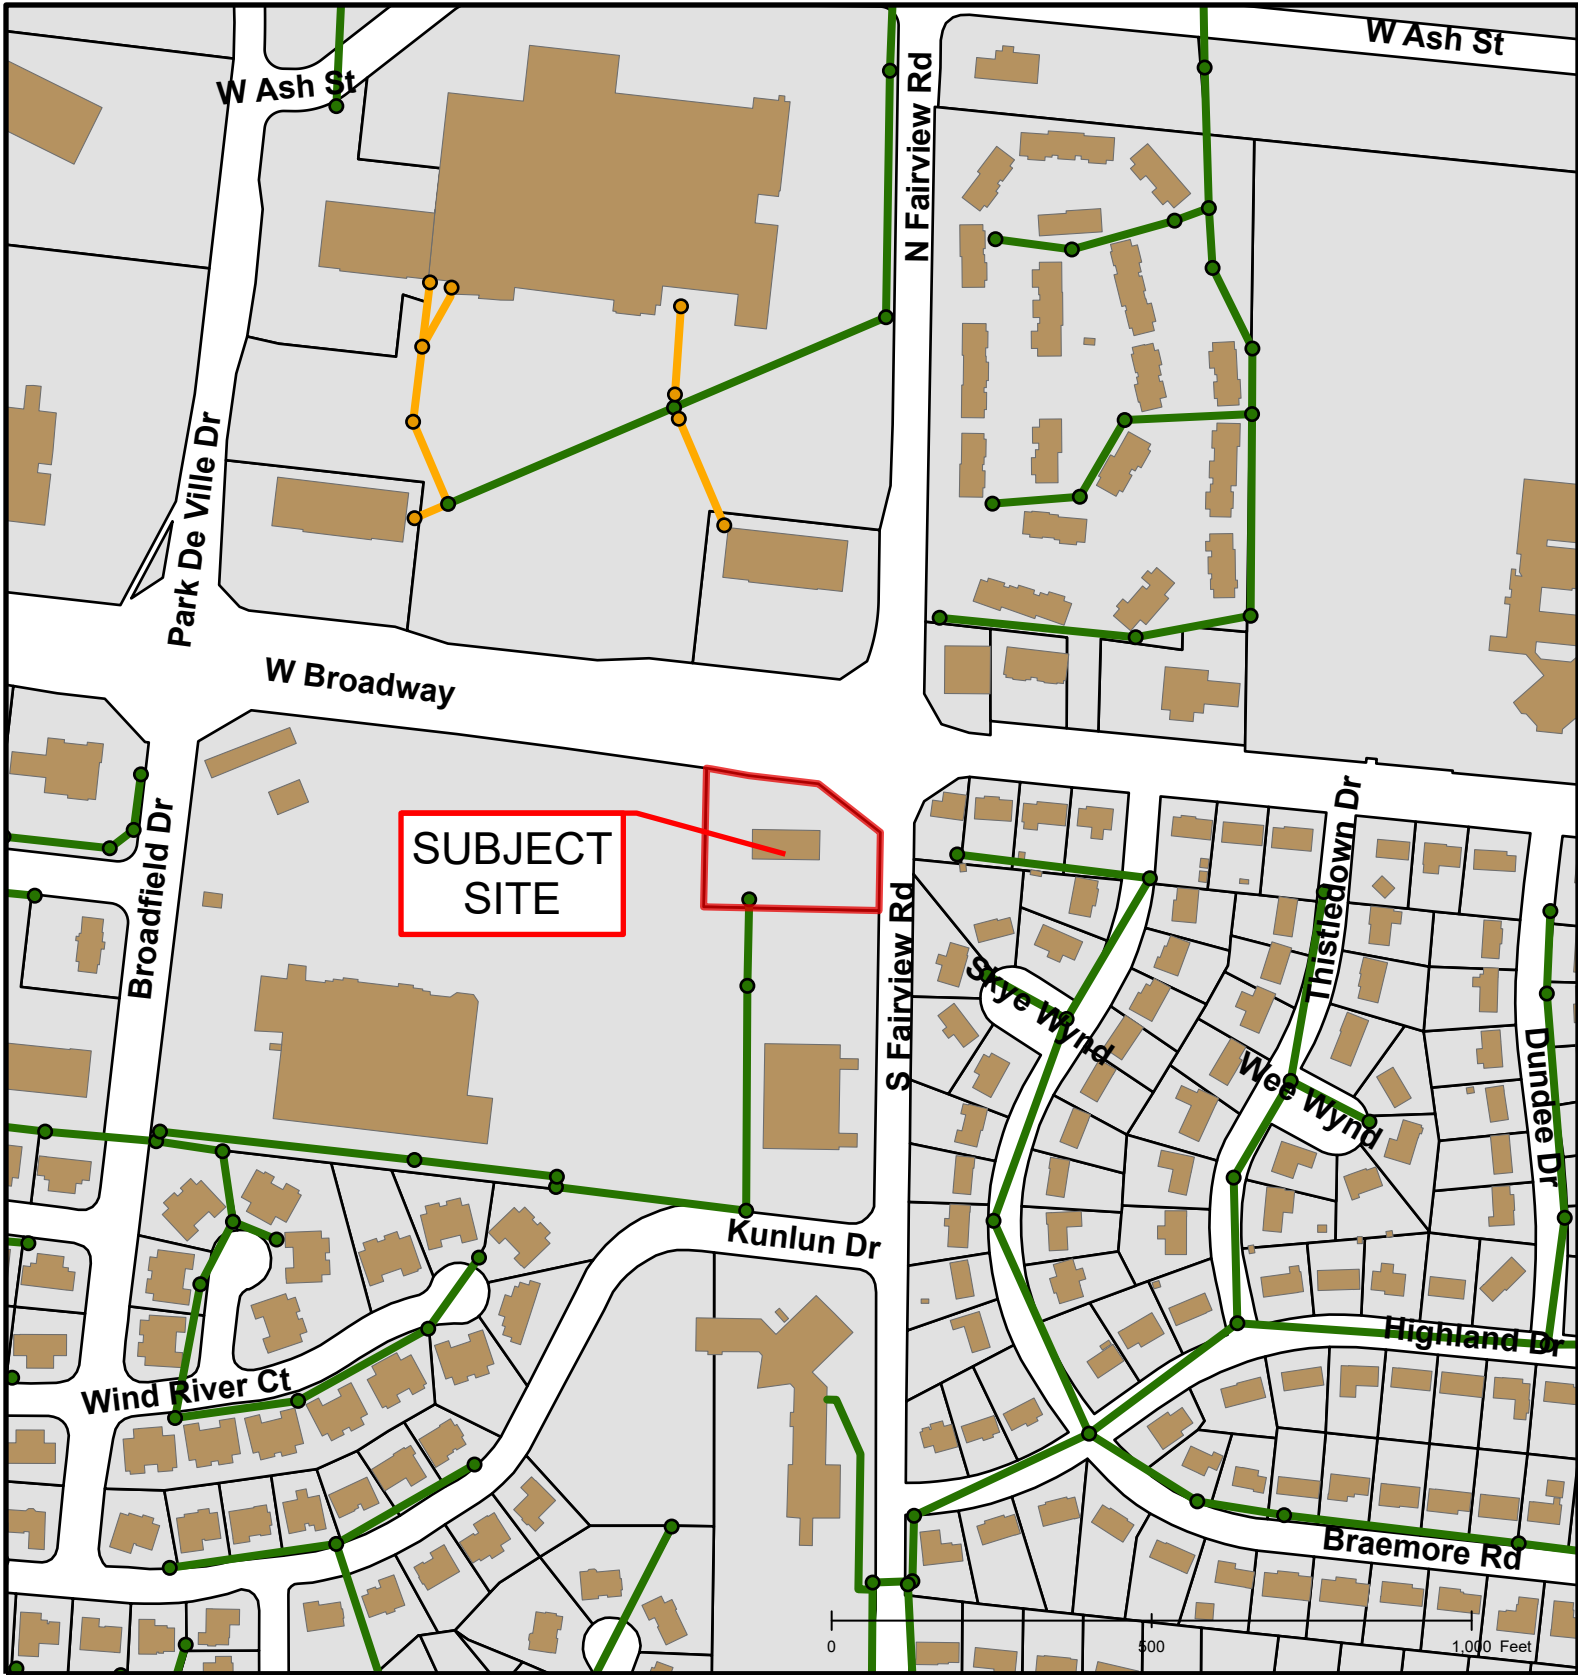 W Ash St
W Ash St
N Fairview Rd
Park De Ville Dr
W Broadway
SUBJECT
SITE
Broadfield Dr
S Fairview Rd
Thistledown Dr
Skye Wynd
Wee Wynd
Dundee Dr
Kunlun Dr
Highland Dr
Wind River Ct
Braemore Rd
0 500 1,000 Feet